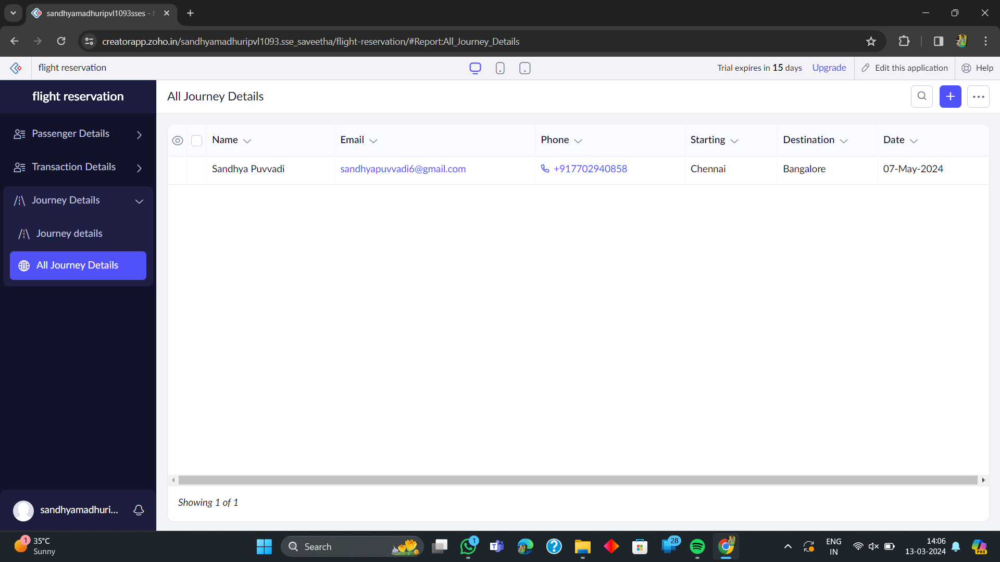 sandhyamadhuripvl1093sses - f
creatorapp.zoho.in/sandhyamadhuripvl1093.sse_saveetha/flight-reservation/#Report:All_Journey_Details
flight reservation
Trial expires in 15 days Upgrade
Edit this application
Help
flight reservation
Passenger Details
Transaction Details
Journey Details
Journey details
All Journey Details
sandhyamadhuri...
All Journey Details
Name Email Phone Starting Destination Date
Sandhya Puvvadi sandhyapuvvadi6@gmail.com +917702940858 Chennai Bangalore 07-May-2024
Showing 1 of 1
1
35°C
Sunny
Search
1
28
ENG
IN
14:06
13-03-2024
PRE